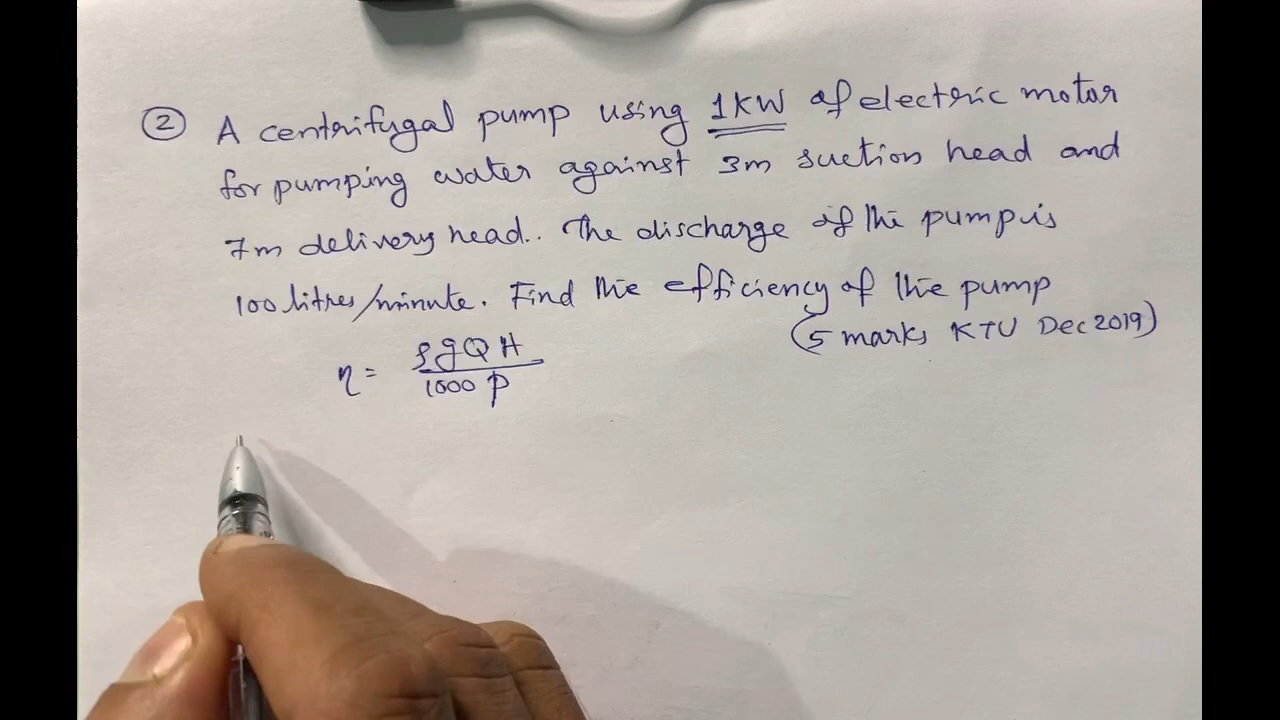 ② A centrifugal pump using 1KW of electric motor
for pumping water against 3m suction head and
7m delivery head.. The discharge of the pump is
100 litres/minute. Find the efficiency of the pump
(5 marks KTU Dec 2019)
η = ρgQH / 1000 P